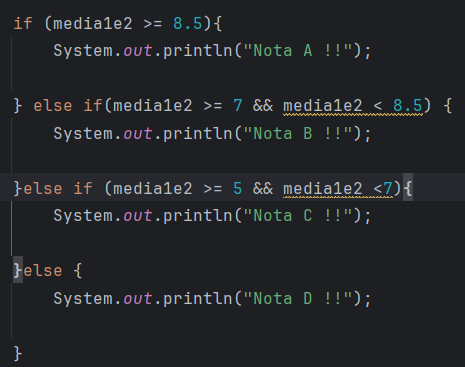 if (media1e2 >= 8.5){
System.out.println("Nota A !!");
} else if(media1e2 >= 7 && media1e2 < 8.5) {
System.out.println("Nota B !!");
}else if (media1e2 >= 5 && media1e2 <7){
System.out.println("Nota C !!");
}else {
System.out.println("Nota D !!");
}